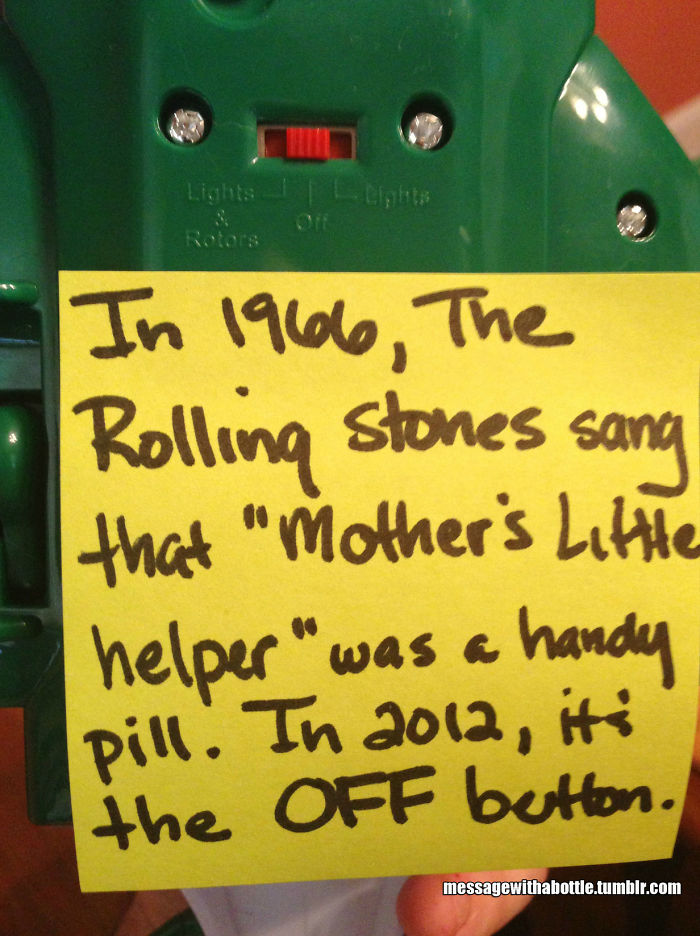 Lights Lights
& Off
Rotors
In 1966, The
Rolling Stones sang
that "Mother's Little
helper" was a handy
pill. In 2012, it's
the OFF button.
messagewithabottle.tumblr.com